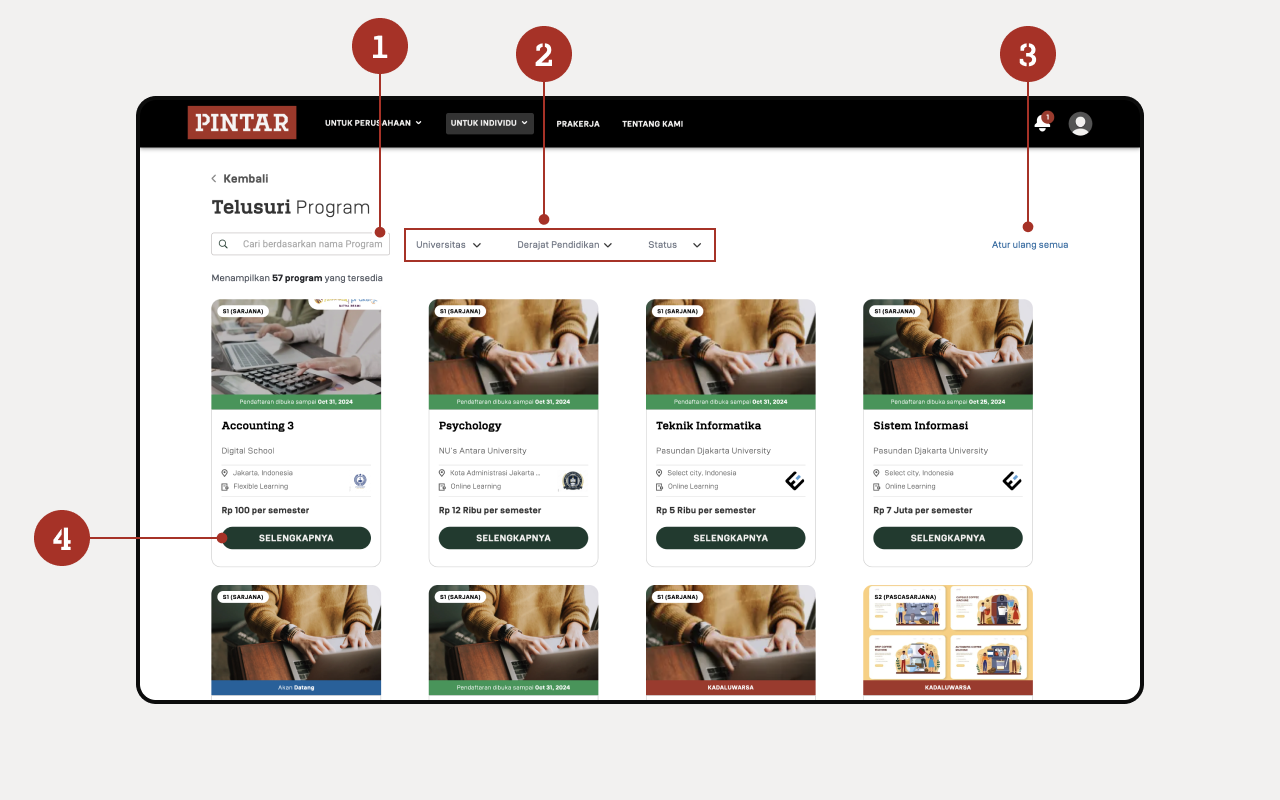 1
2
3
PINTAR
UNTUK PERUSAHAAN
UNTUK INDIVIDU
PRAKERJA
TENTANG KAMI
1
Kembali
Telusuri Program
Cari berdasarkan nama Program
Universitas
Derajat Pendidikan
Status
Atur ulang semua
Menampilkan 57 program yang tersedia
S1 (SARJANA)
Pendaftaran dibuka sampai Oct 31, 2024
Accounting 3
Digital School
Jakarta, Indonesia
Flexible Learning
Rp 100 per semester
SELENGKAPNYA
S1 (SARJANA)
Pendaftaran dibuka sampai Oct 31, 2024
Psychology
NU's Antara University
Kota Administrasi Jakarta ...
Online Learning
Rp 12 Ribu per semester
SELENGKAPNYA
S1 (SARJANA)
Pendaftaran dibuka sampai Oct 31, 2024
Teknik Informatika
Pasundan Djakarta University
Select city, Indonesia
Online Learning
Rp 5 Ribu per semester
SELENGKAPNYA
S1 (SARJANA)
Pendaftaran dibuka sampai Oct 25, 2024
Sistem Informasi
Pasundan Djakarta University
Select city, Indonesia
Online Learning
Rp 7 Juta per semester
SELENGKAPNYA
4
S1 (SARJANA)
Akan Datang
S1 (SARJANA)
Pendaftaran dibuka sampai Oct 31, 2024
S1 (SARJANA)
KADALUWARSA
S2 (PASCASARJANA)
KADALUWARSA